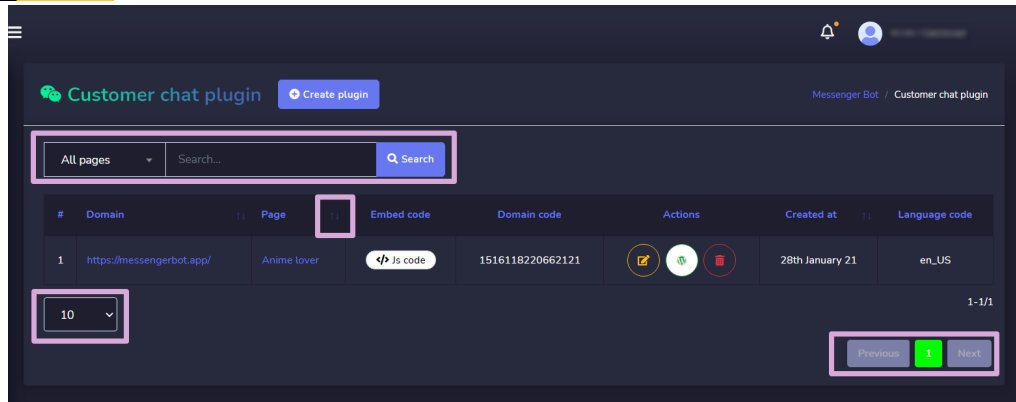 Customer chat plugin Create plugin Messenger Bot / Customer chat plugin
All pages Search... Search
# Domain Page Embed code Domain code Actions Created at Language code
1 https://messengerbot.app/ Anime lover </> Js code 1516118220662121 28th January 21 en_US
10 1-1/1
Previous 1 Next